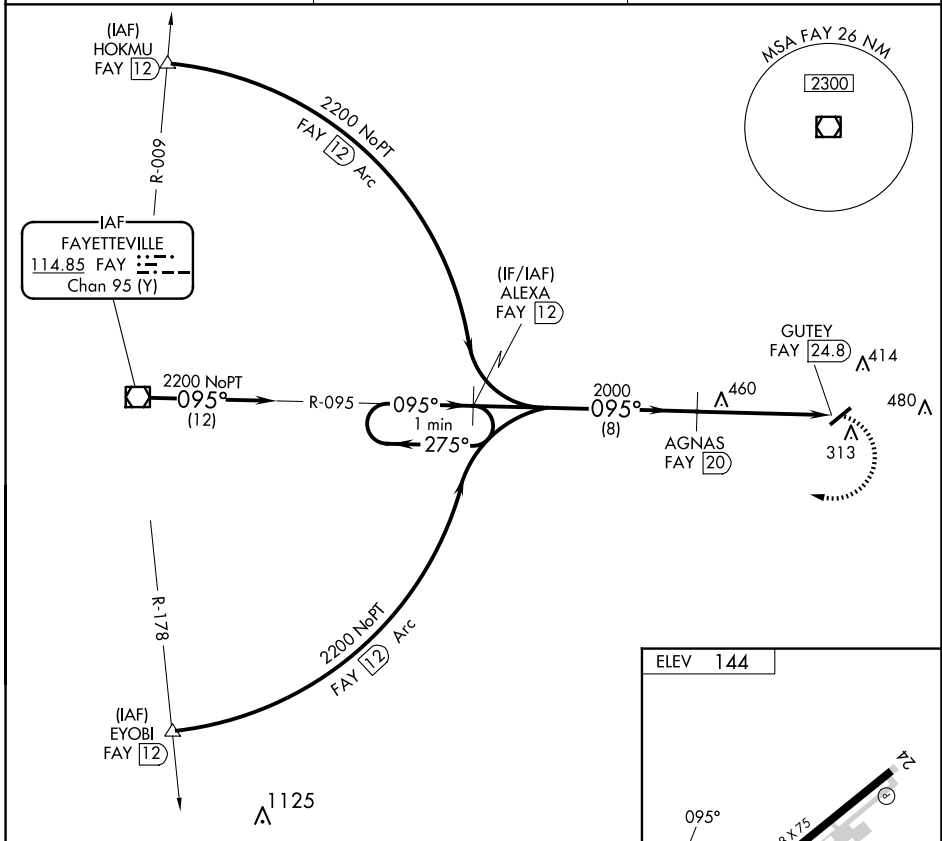 (IAF)
HOKMU
FAY 12
2200 NoPT
FAY 12 Arc
MSA FAY 26 NM
2300
R-009
IAF
FAYETTEVILLE
114.85 FAY
Chan 95 (Y)
(IF/IAF)
ALEXA
FAY 12
GUTEY
FAY 24.8
414
2200 NoPT
095°
(12)
R-095
095°
1 min
275°
2000
095°
(8)
460
480
AGNAS
FAY 20
313
R-178
2200 NoPT
FAY 12 Arc
(IAF)
EYOBI
FAY 12
1125
ELEV 144
24
P
095°
X 75